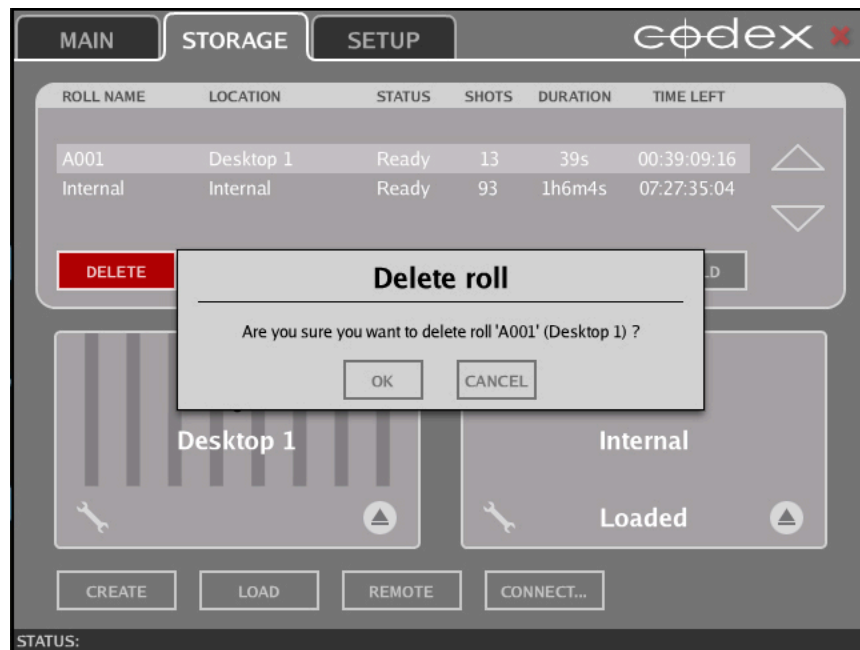 MAIN STORAGE SETUP codex
ROLL NAME LOCATION STATUS SHOTS DURATION TIME LEFT
A001 Desktop 1 Ready 13 39s 00:39:09:16
Internal Internal Ready 93 1h6m4s 07:27:35:04
DELETE
Delete roll
Are you sure you want to delete roll 'A001' (Desktop 1) ?
OK CANCEL
Desktop 1 Internal
Loaded
CREATE LOAD REMOTE CONNECT...
STATUS: